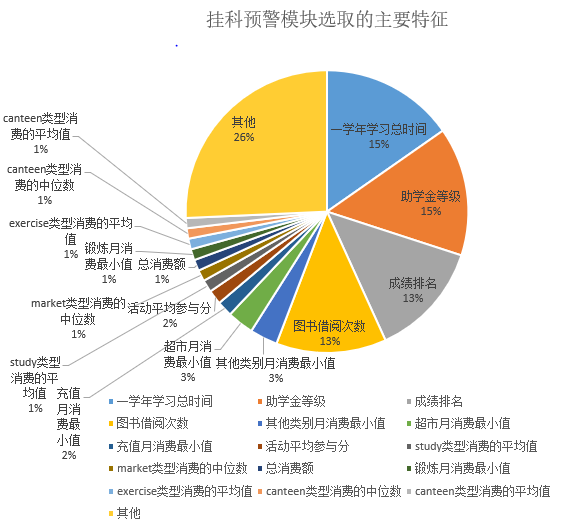 挂科预警模块选取的主要特征
一学年学习总时间
15%
助学金等级
15%
成绩排名
13%
图书借阅次数
13%
其他类别月消费最小值
3%
超市月消
费最小值
3%
充值
月消
费最
小值
2%
活动平均参与分
2%
study类型
消费的平
均值
1%
market类型消费的
中位数
1%
总消费额
1%
锻炼月消
费最小值
1%
exercise类型消费的平均
值
1%
canteen类型消
费的中位数
1%
canteen类型消
费的平均值
1%
其他
26%
一学年学习总时间 助学金等级 成绩排名
图书借阅次数 其他类别月消费最小值 超市月消费最小值
充值月消费最小值 活动平均参与分 study类型消费的平均值
market类型消费的中位数 总消费额 锻炼月消费最小值
exercise类型消费的平均值 canteen类型消费的中位数 canteen类型消费的平均值
其他